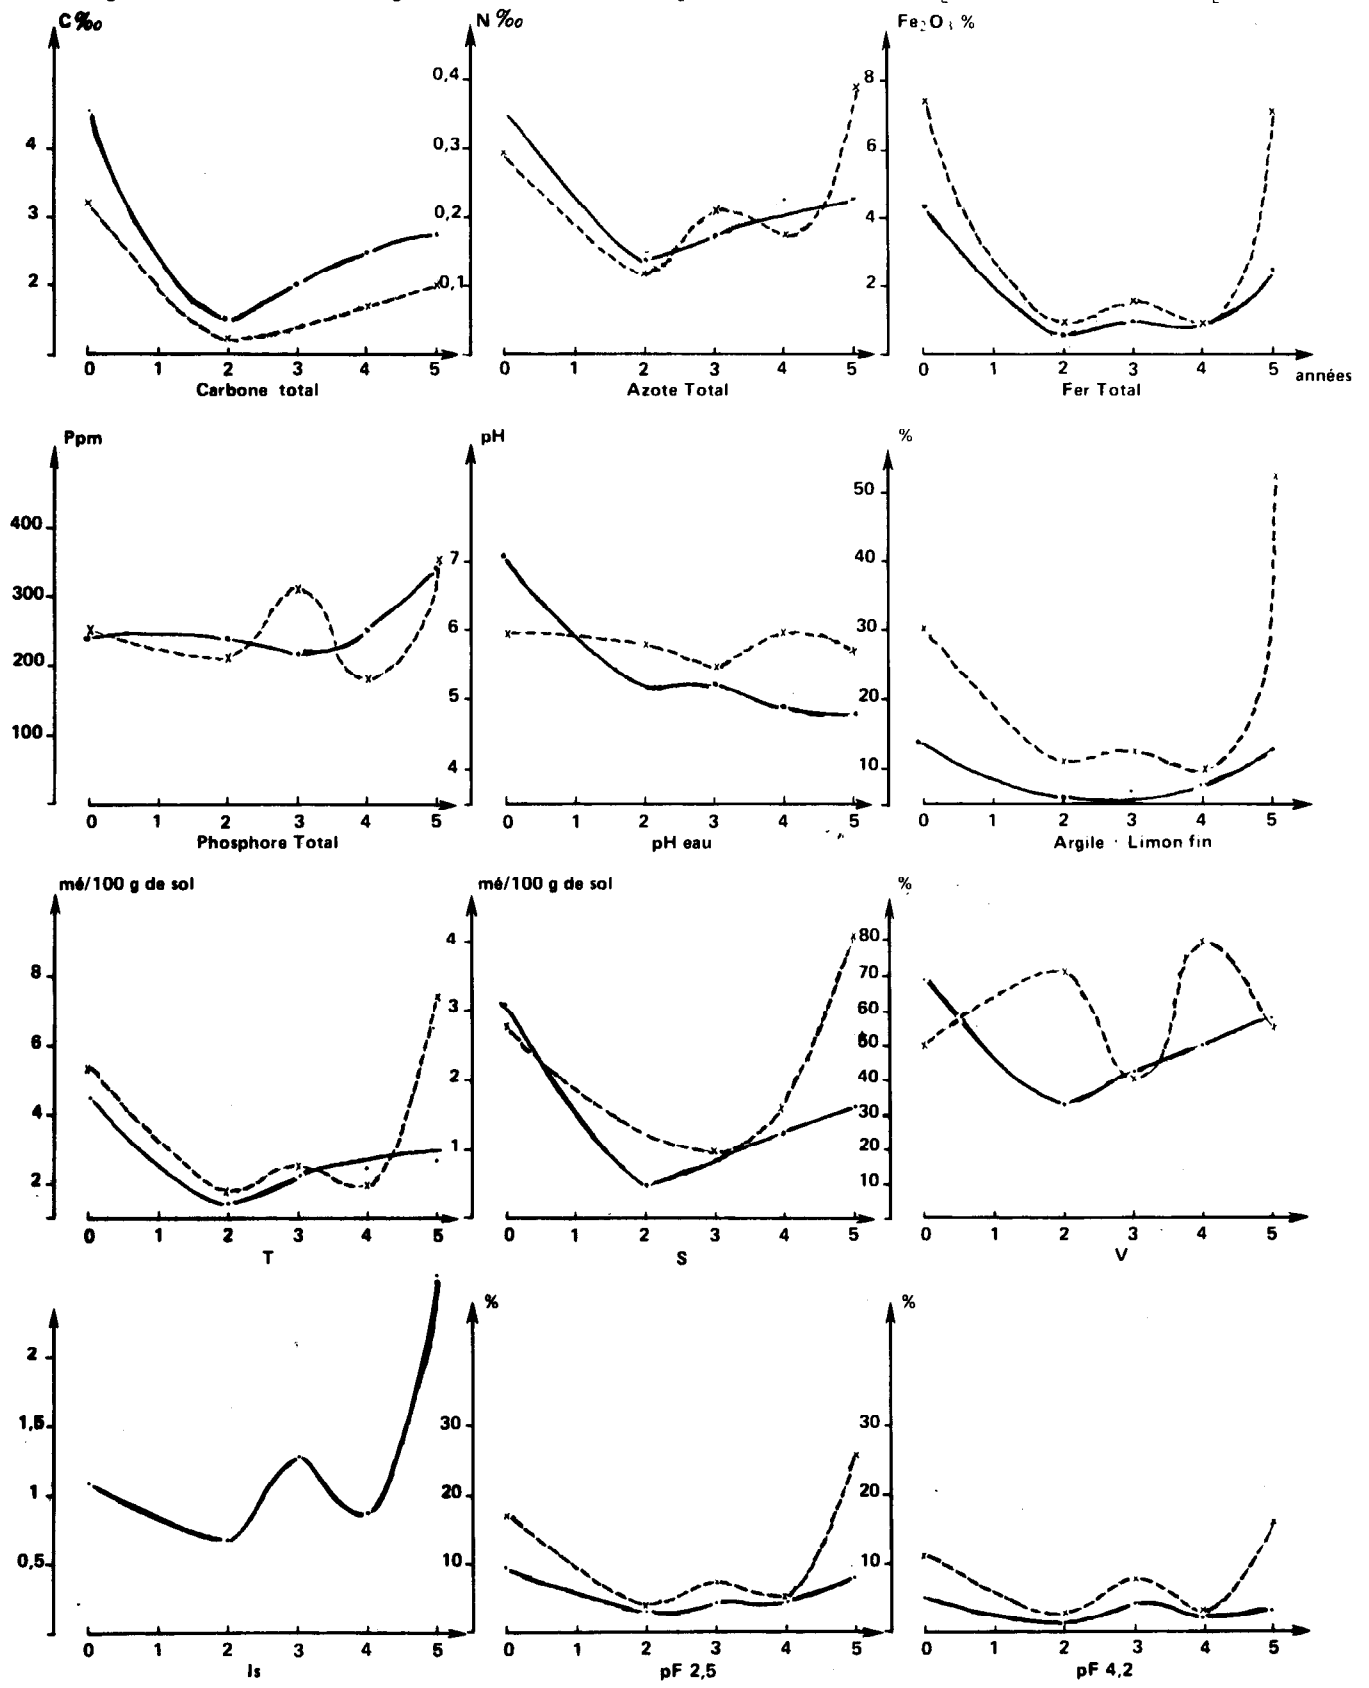 C‰ N‰ Fe2O3 %
4
3
2
0 1 2 3 4 5
Carbone total
0,4
0,3
0,2
0,1
0 1 2 3 4 5
Azote Total
8
6
4
2
0 1 2 3 4 5 années
Fer Total
Ppm
400
300
200
100
0 1 2 3 4 5
Phosphore Total
pH
7
6
5
4
0 1 2 3 4 5
pH eau
%
50
40
30
20
10
0 1 2 3 4 5
Argile · Limon fin
mé/100 g de sol
8
6
4
2
0 1 2 3 4 5
T
mé/100 g de sol
4
3
2
1
0 1 2 3 4 5
S
%
80
70
60
50
40
30
20
10
0 1 2 3 4 5
V
2
1,5
1
0,5
0 1 2 3 4 5
Is
%
30
20
10
0 1 2 3 4 5
pF 2,5
%
30
20
10
0 1 2 3 4 5
pF 4,2